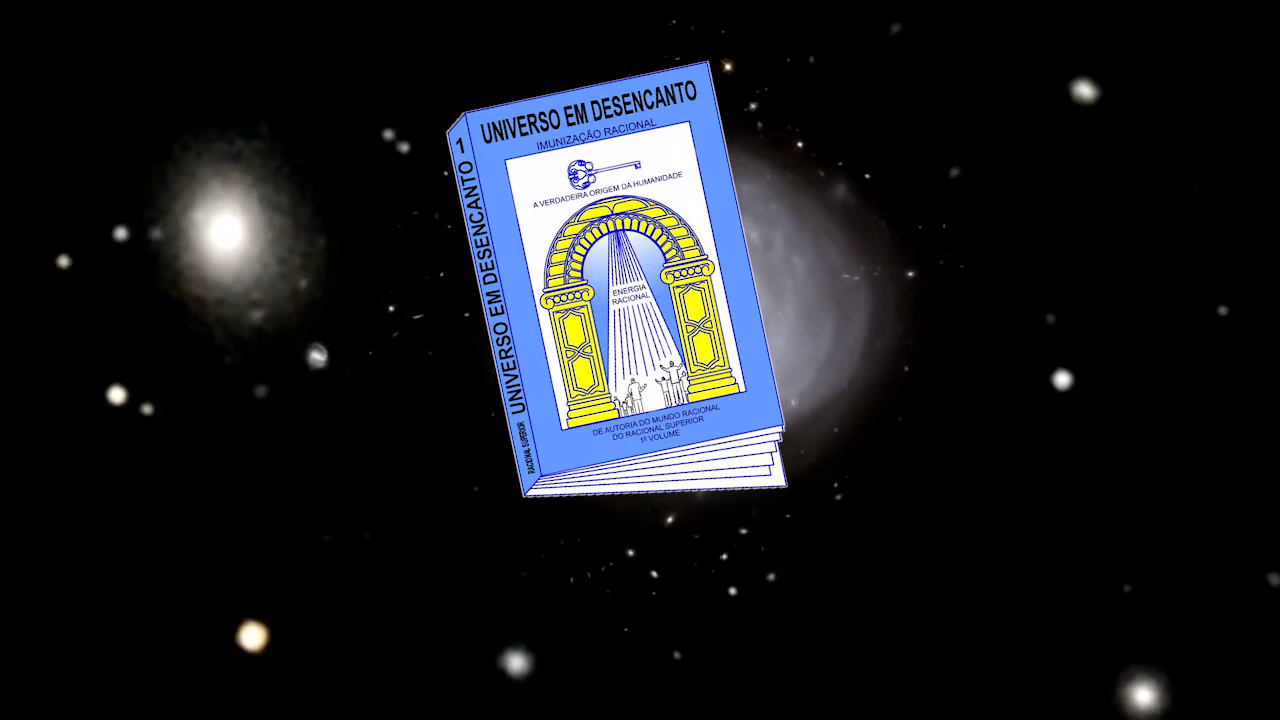 UNIVERSO EM DESENCANTO
IMUNIZAÇÃO RACIONAL
A VERDADEIRA ORIGEM DA HUMANIDADE
ENERGIA
RACIONAL
DE AUTORIA DO MUNDO RACIONAL
DO RACIONAL SUPERIOR
1º VOLUME
1
UNIVERSO EM DESENCANTO
RACIONAL SUPERIOR